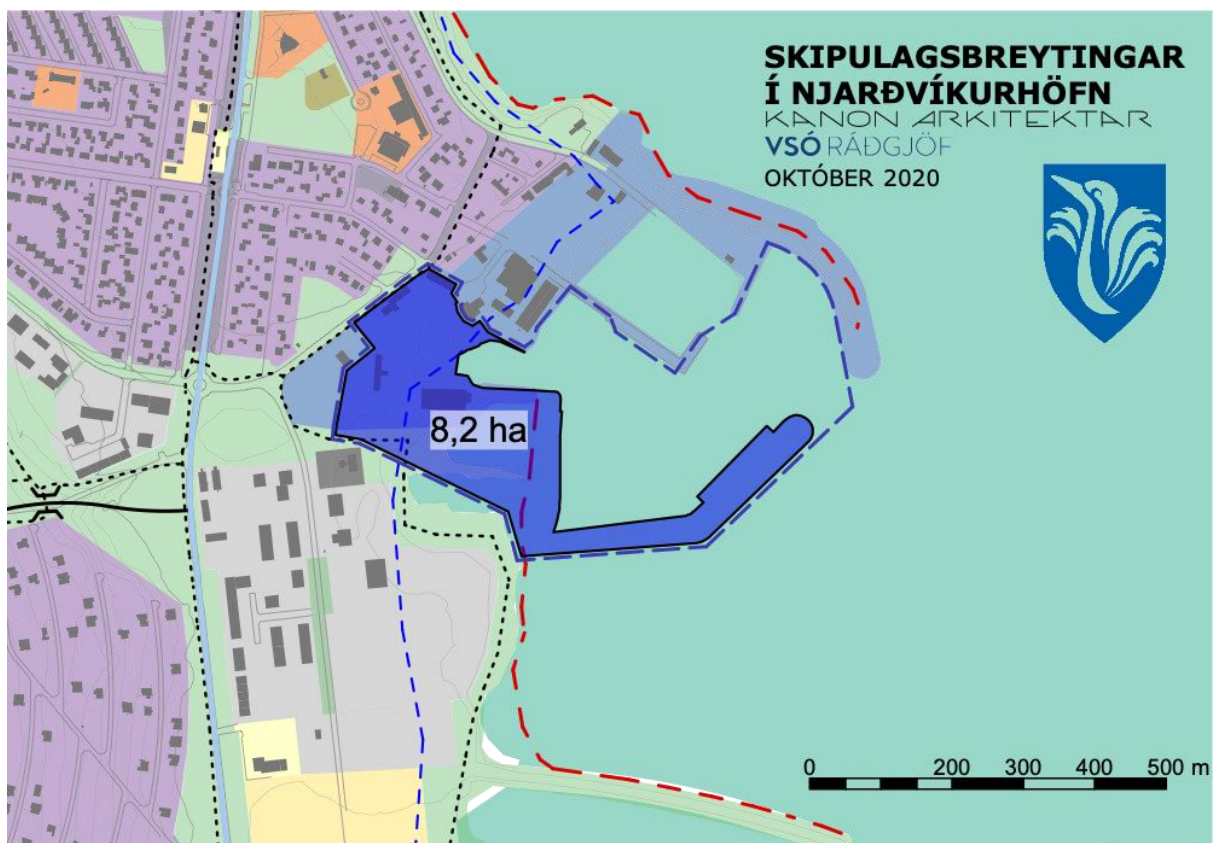 SKIPULAGSBREYTINGAR
Í NJARÐVÍKURHÖFN
KANON ARKITEKTAR
VSÓ RÁÐGJÖF
OKTÓBER 2020
8,2 ha
0 200 300 400 500 m